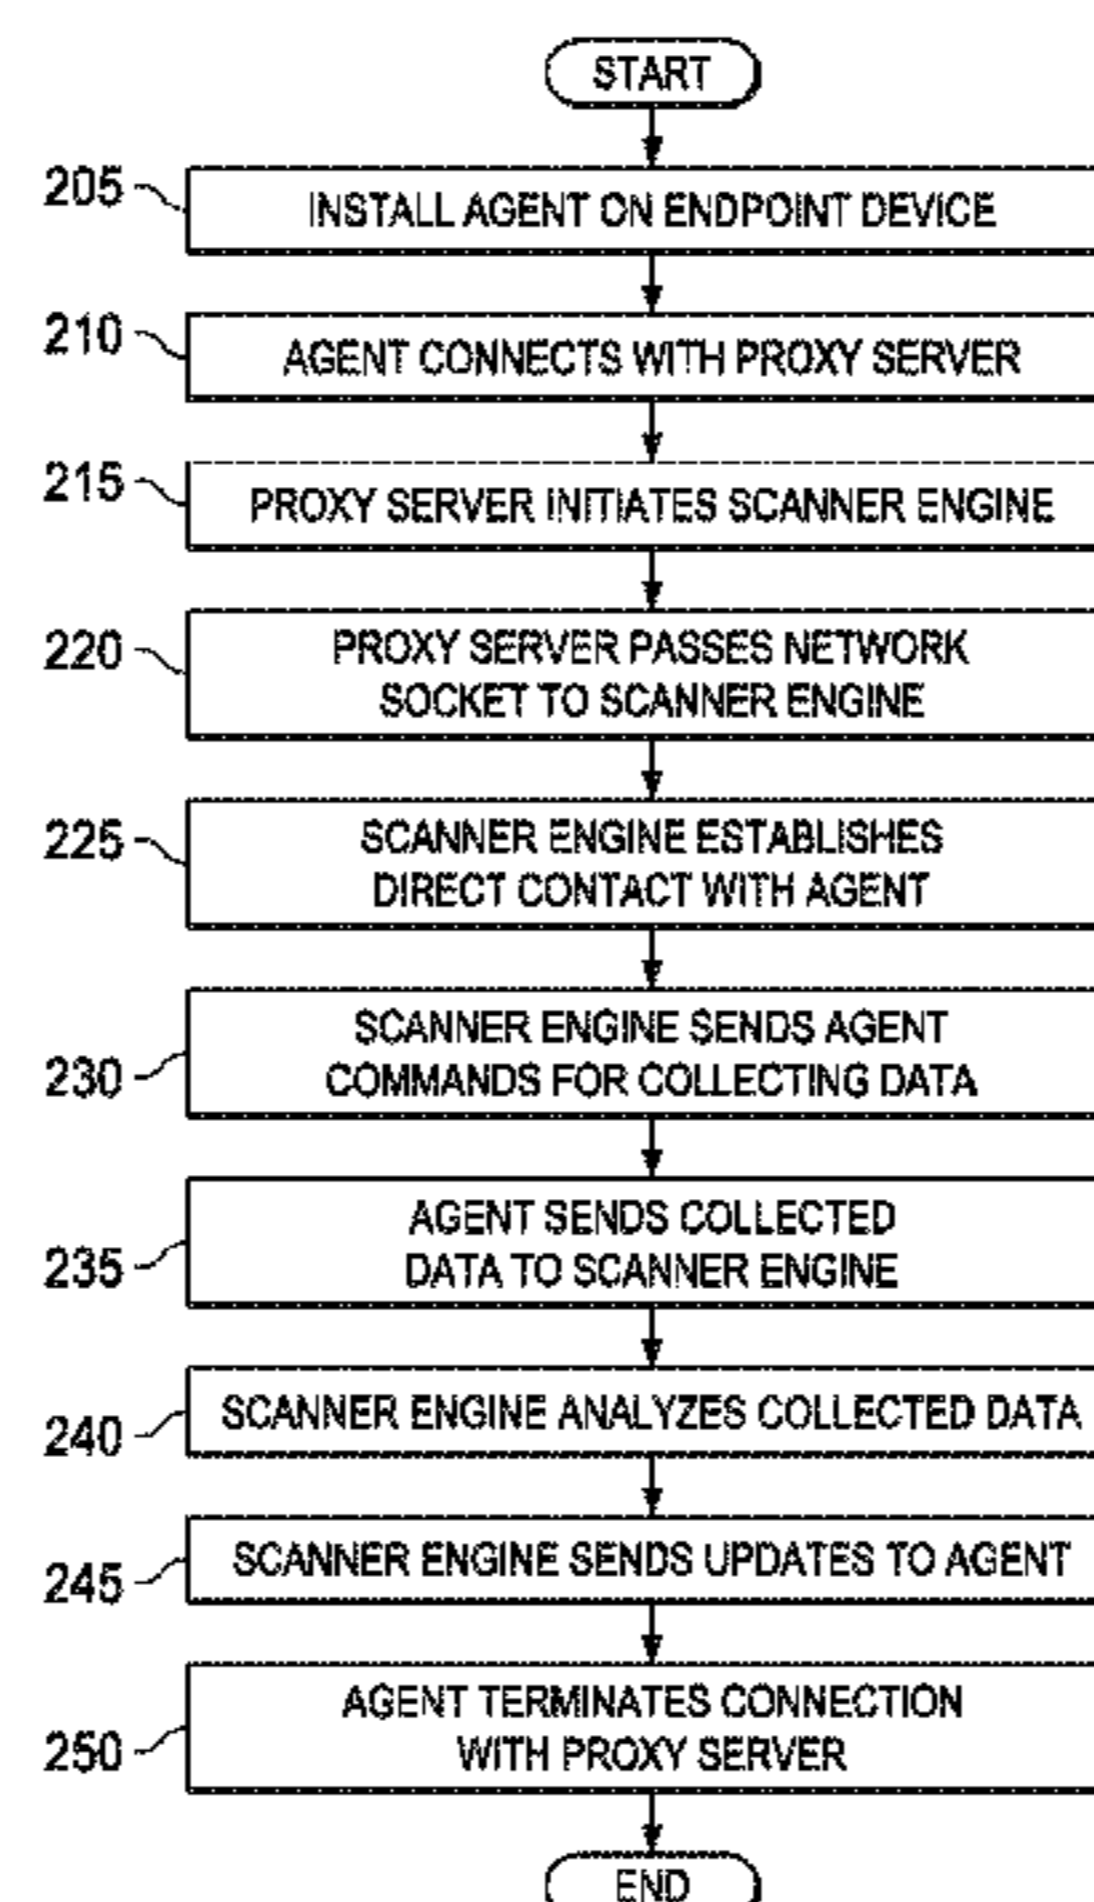 START
205
INSTALL AGENT ON ENDPOINT DEVICE
210
AGENT CONNECTS WITH PROXY SERVER
215
PROXY SERVER INITIATES SCANNER ENGINE
220
PROXY SERVER PASSES NETWORK
SOCKET TO SCANNER ENGINE
225
SCANNER ENGINE ESTABLISHES
DIRECT CONTACT WITH AGENT
230
SCANNER ENGINE SENDS AGENT
COMMANDS FOR COLLECTING DATA
235
AGENT SENDS COLLECTED
DATA TO SCANNER ENGINE
240
SCANNER ENGINE ANALYZES COLLECTED DATA
245
SCANNER ENGINE SENDS UPDATES TO AGENT
250
AGENT TERMINATES CONNECTION
WITH PROXY SERVER
END